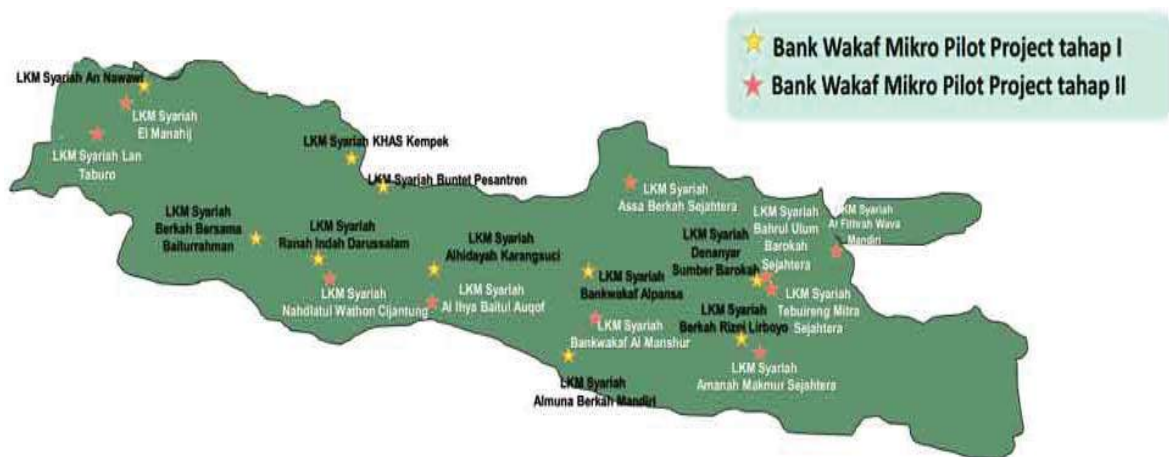 Bank Wakaf Mikro Pilot Project tahap I
Bank Wakaf Mikro Pilot Project tahap II
LKM Syariah An Nawawi
LKM Syariah
El Manahij
LKM Syariah Lan
Taburo
LKM Syariah KHAS Kempek
LKM Syariah Buntet Pesantren
LKM Syariah
Berkah Bersama
Baiturrahman
LKM Syariah
Ranah Indah Darussalam
LKM Syariah
Nahdlatul Wathon Cijantung
LKM Syariah
Alhidayah Karangsuci
LKM Syariah
Al Ihya Baitul Auqof
LKM Syariah
Bankwakaf Alpansa
LKM Syariah
Bankwakaf Al Manshur
LKM Syariah
Almuna Berkah Mandiri
LKM Syariah
Assa Berkah Sejahtera
LKM Syariah
Denanyar
Sumber Barokah
LKM Syariah
Bahrul Ulum
Barokah
Sejahtera
LKM Syariah
Al Fithrah Wava
Mandiri
LKM Syariah
Tebuireng Mitra
Sejahtera
LKM Syariah
Berkah Rizqi Lirboyo
LKM Syariah
Amanah Makmur Sejahtera